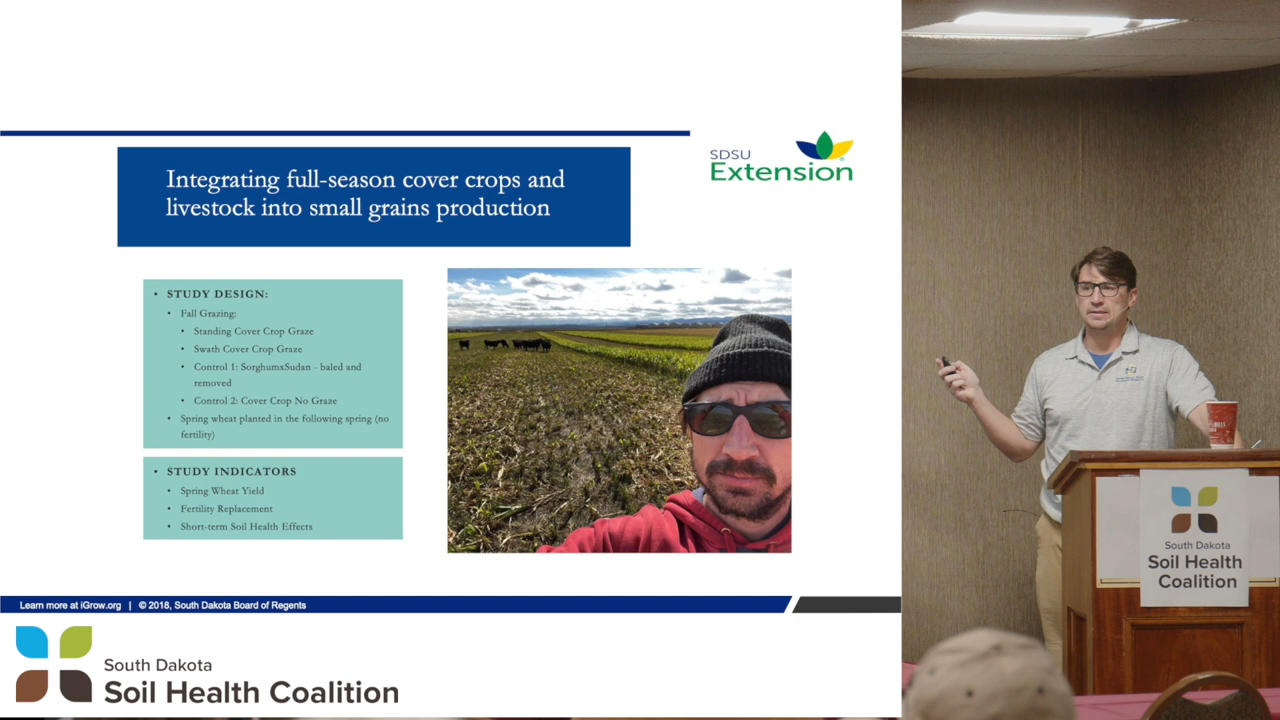 SDSU
Extension
Integrating full-season cover crops and
livestock into small grains production
• STUDY DESIGN:
• Fall Grazing:
• Standing Cover Crop Graze
• Swath Cover Crop Graze
• Control 1: SorghumxSudan - baled and
removed
• Control 2: Cover Crop No Graze
• Spring wheat planted in the following spring (no
fertility)
• STUDY INDICATORS
• Spring Wheat Yield
• Fertility Replacement
• Short-term Soil Health Effects
Learn more at iGrow.org | © 2018, South Dakota Board of Regents
South Dakota
Soil Health Coalition
South Dakota
Soil Health
Coalition